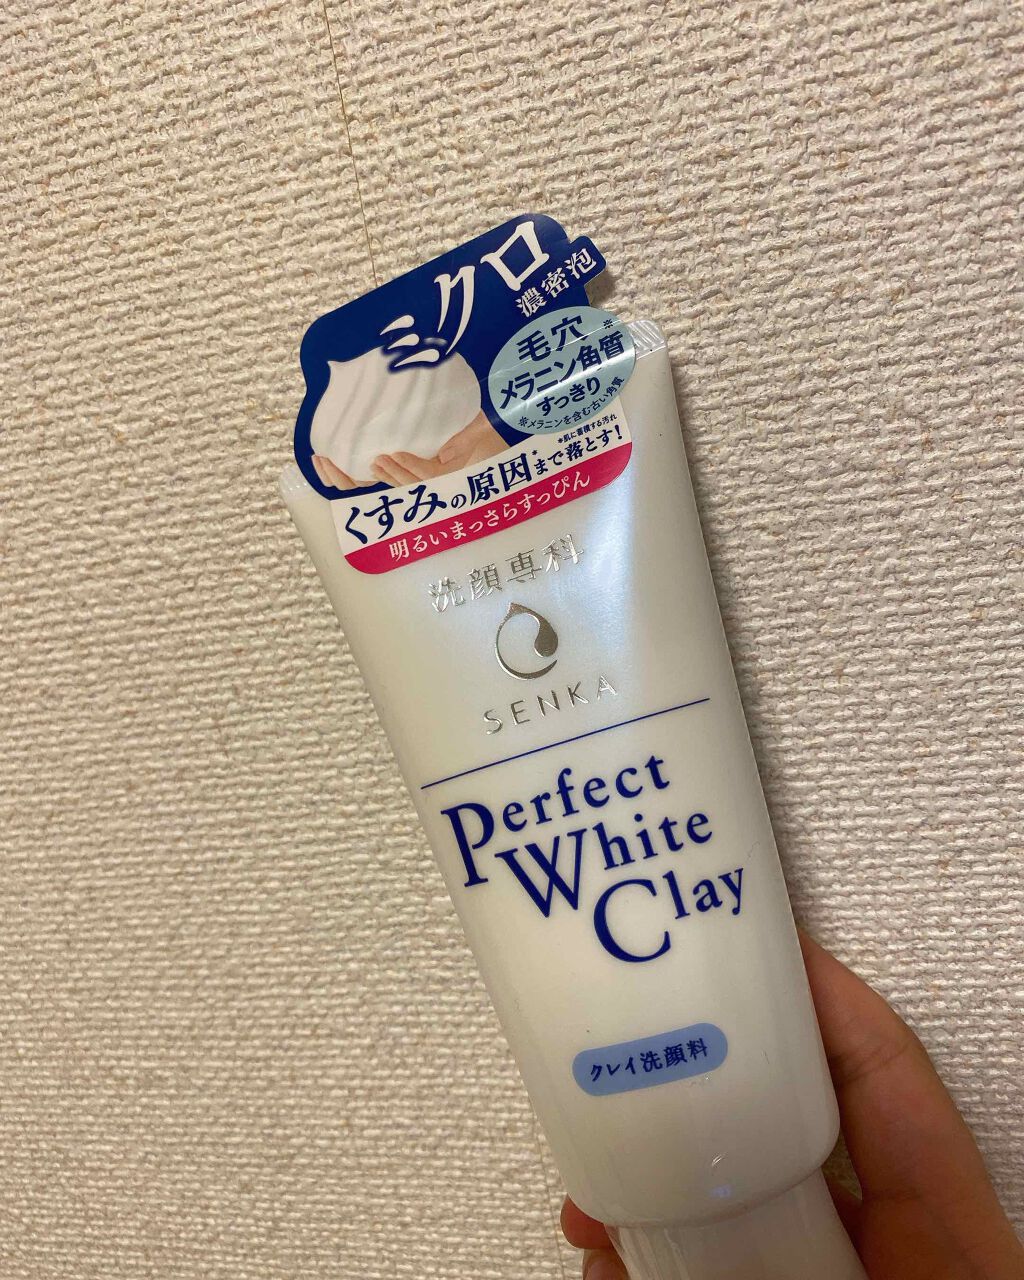 ミクロ
濃密泡
毛穴
※
メラニン角質
すっきり
※メラニンを含む古い角質
*肌に蓄積する汚れ
くすみの原因*まで落とす!
明るいまっさらすっぴん
洗顔専科
SENKA
Perfect
White
Clay
クレイ洗顔料